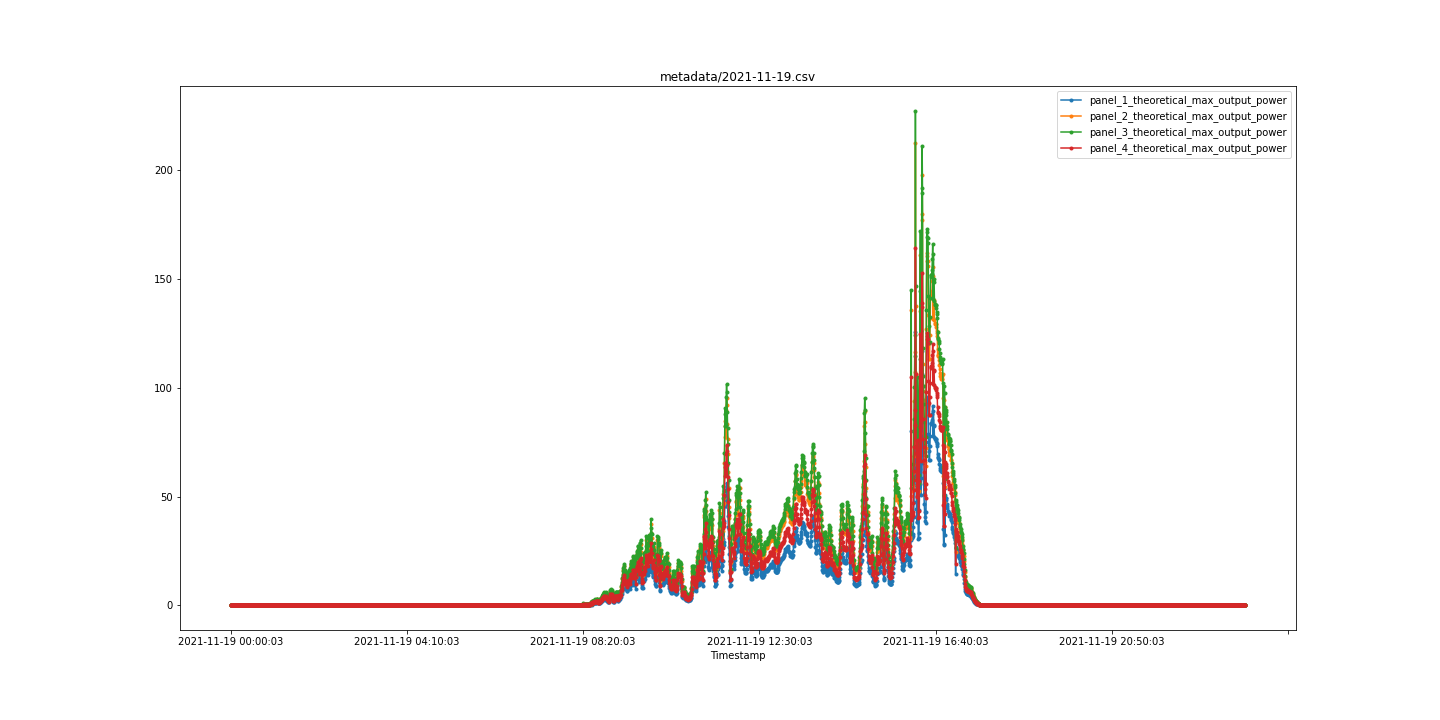 metadata/2021-11-19.csv
panel_1_theoretical_max_output_power
panel_2_theoretical_max_output_power
panel_3_theoretical_max_output_power
panel_4_theoretical_max_output_power
200
150
100
50
0
2021-11-19 00:00:03 2021-11-19 04:10:03 2021-11-19 08:20:03 2021-11-19 12:30:03 2021-11-19 16:40:03 2021-11-19 20:50:03
Timestamp